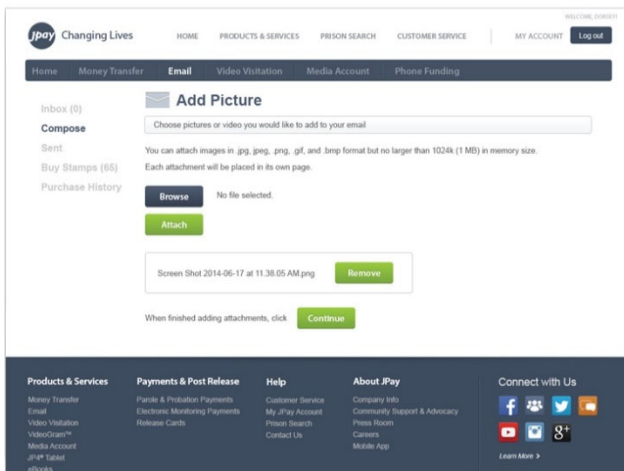 WELCOME, DORSEY!
Jpay Changing Lives
HOME PRODUCTS & SERVICES PRISON SEARCH CUSTOMER SERVICE MY ACCOUNT Log out
Home Money Transfer Email Video Visitation Media Account Phone Funding
Inbox (0)
Compose
Sent
Buy Stamps (65)
Purchase History
Add Picture
Choose pictures or video you would like to add to your email
You can attach images in .jpg, jpeg, .png, .gif, and .bmp format but no larger than 1024k (1 MB) in memory size.
Each attachment will be placed in its own page.
Browse No file selected.
Attach
Screen Shot 2014-06-17 at 11.38.05 AM.png Remove
When finished adding attachments, click Continue
Products & Services
Money Transfer
Email
Video Visitation
VideoGram™
Media Account
JP4® Tablet
eBooks
Payments & Post Release
Parole & Probation Payments
Electronic Monitoring Payments
Release Cards
Help
Customer Service
My JPay Account
Prison Search
Contact Us
About JPay
Company Info
Community Support & Advocacy
Press Room
Careers
Mobile App
Connect with Us
Learn More >